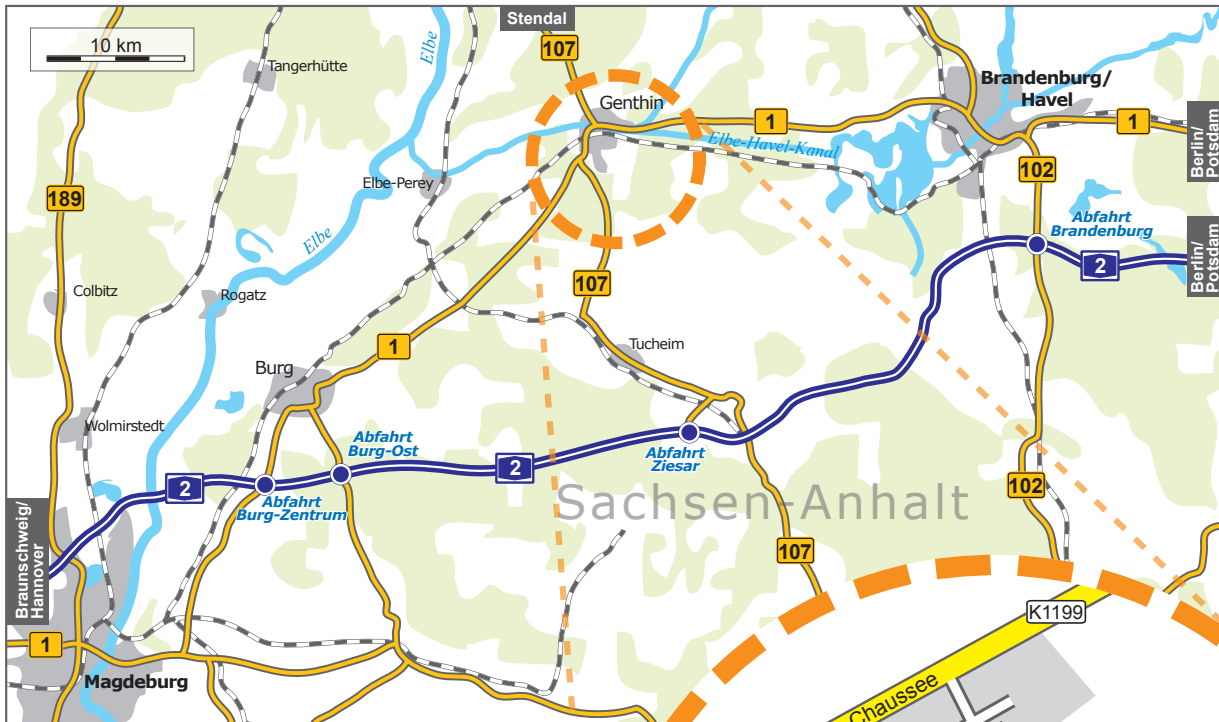 10 km
Stendal
107
Elbe
Tangerhütte
Genthin
Brandenburg/
Havel
1
1
Elbe-Havel-Kanal
Berlin/
Potsdam
189
Elbe-Perey
102
Abfahrt
Brandenburg
Elbe
2
Berlin/
Potsdam
Colbitz
Rogatz
107
1
Tucheim
Burg
Wolmirstedt
Abfahrt
Burg-Ost
Abfahrt
Ziesar
2
2
102
Abfahrt
Burg-Zentrum
Sachsen-Anhalt
Braunschweig/
Hannover
107
K1199
1
Magdeburg
Chaussee